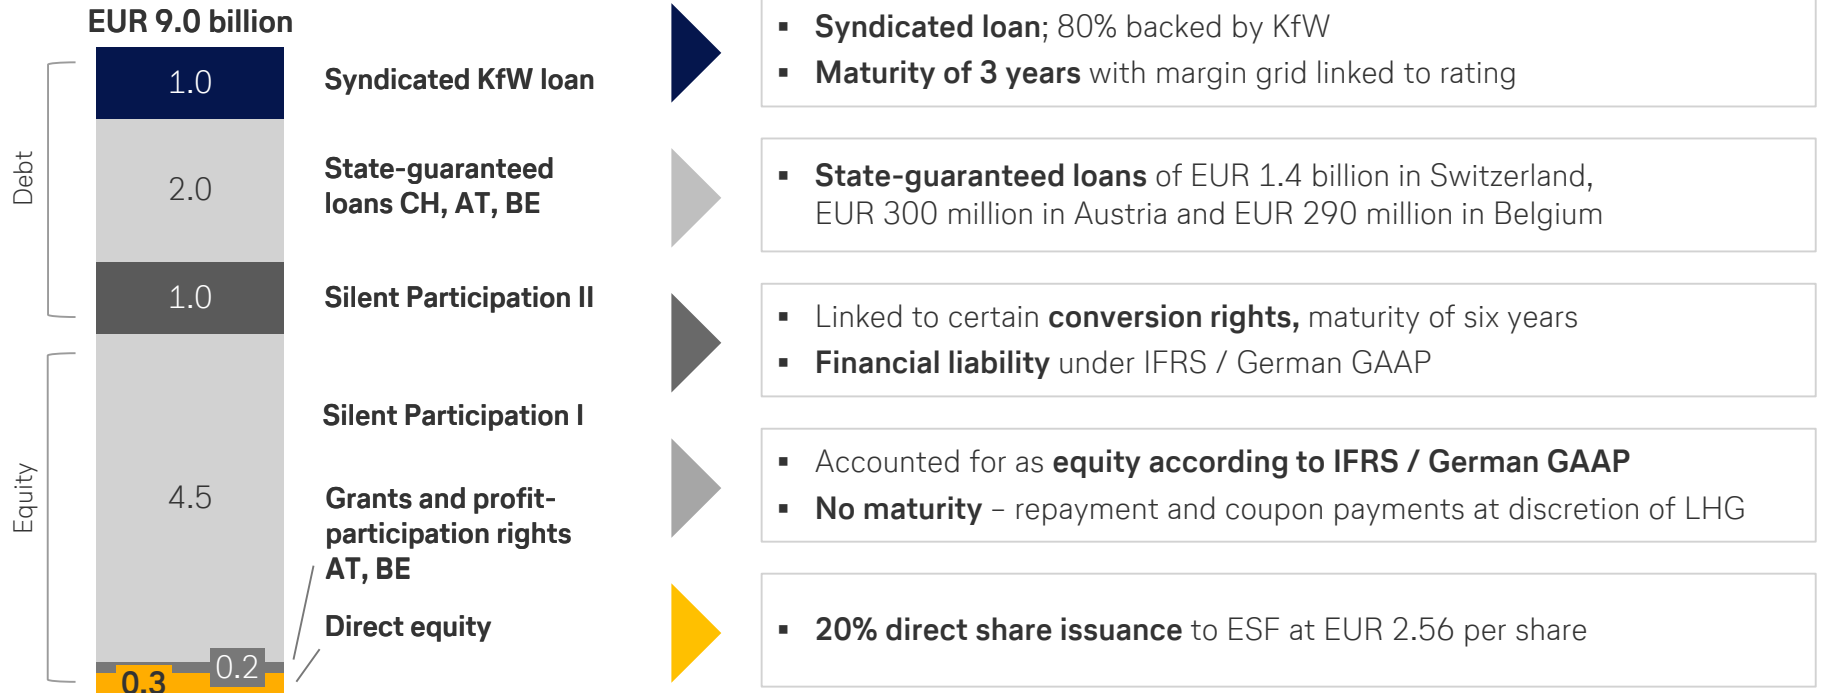 EUR 9.0 billion
Debt
1.0
Syndicated KfW loan
▪ Syndicated loan; 80% backed by KfW
▪ Maturity of 3 years with margin grid linked to rating
2.0
State-guaranteed
loans CH, AT, BE
▪ State-guaranteed loans of EUR 1.4 billion in Switzerland,
EUR 300 million in Austria and EUR 290 million in Belgium
1.0
Silent Participation II
▪ Linked to certain conversion rights, maturity of six years
▪ Financial liability under IFRS / German GAAP
Equity
4.5
Silent Participation I
▪ Accounted for as equity according to IFRS / German GAAP
▪ No maturity – repayment and coupon payments at discretion of LHG
0.2
Grants and profit-
participation rights
AT, BE
0.3
Direct equity
▪ 20% direct share issuance to ESF at EUR 2.56 per share